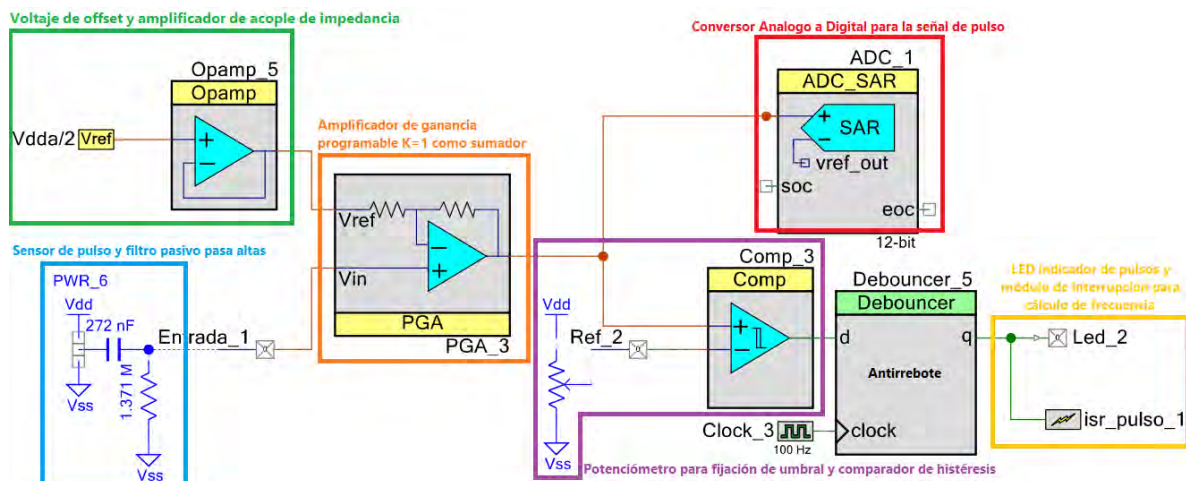 Voltaje de offset y amplificador de acople de impedancia
Opamp_5
Opamp
Vdda/2 Vref
Conversor Analogo a Digital para la señal de pulso
ADC_1
ADC_SAR
SAR
vref_out
soc
eoc
12-bit
Amplificador de ganancia
programable K=1 como sumador
Vref
Vin
PGA
PGA_3
Sensor de pulso y filtro pasivo pasa altas
PWR_6
Vdd
272 nF
Entrada_1
1.371 M
Vss
Vss
Comp_3
Comp
Vdd
Ref_2
Vss
Potenciómetro para fijación de umbral y comparador de histéresis
Debouncer_5
Debouncer
d
q
Antirrebote
Clock_3
100 Hz
clock
LED indicador de pulsos y
módulo de interrupción para
cálculo de frecuencia
Led_2
isr_pulso_1